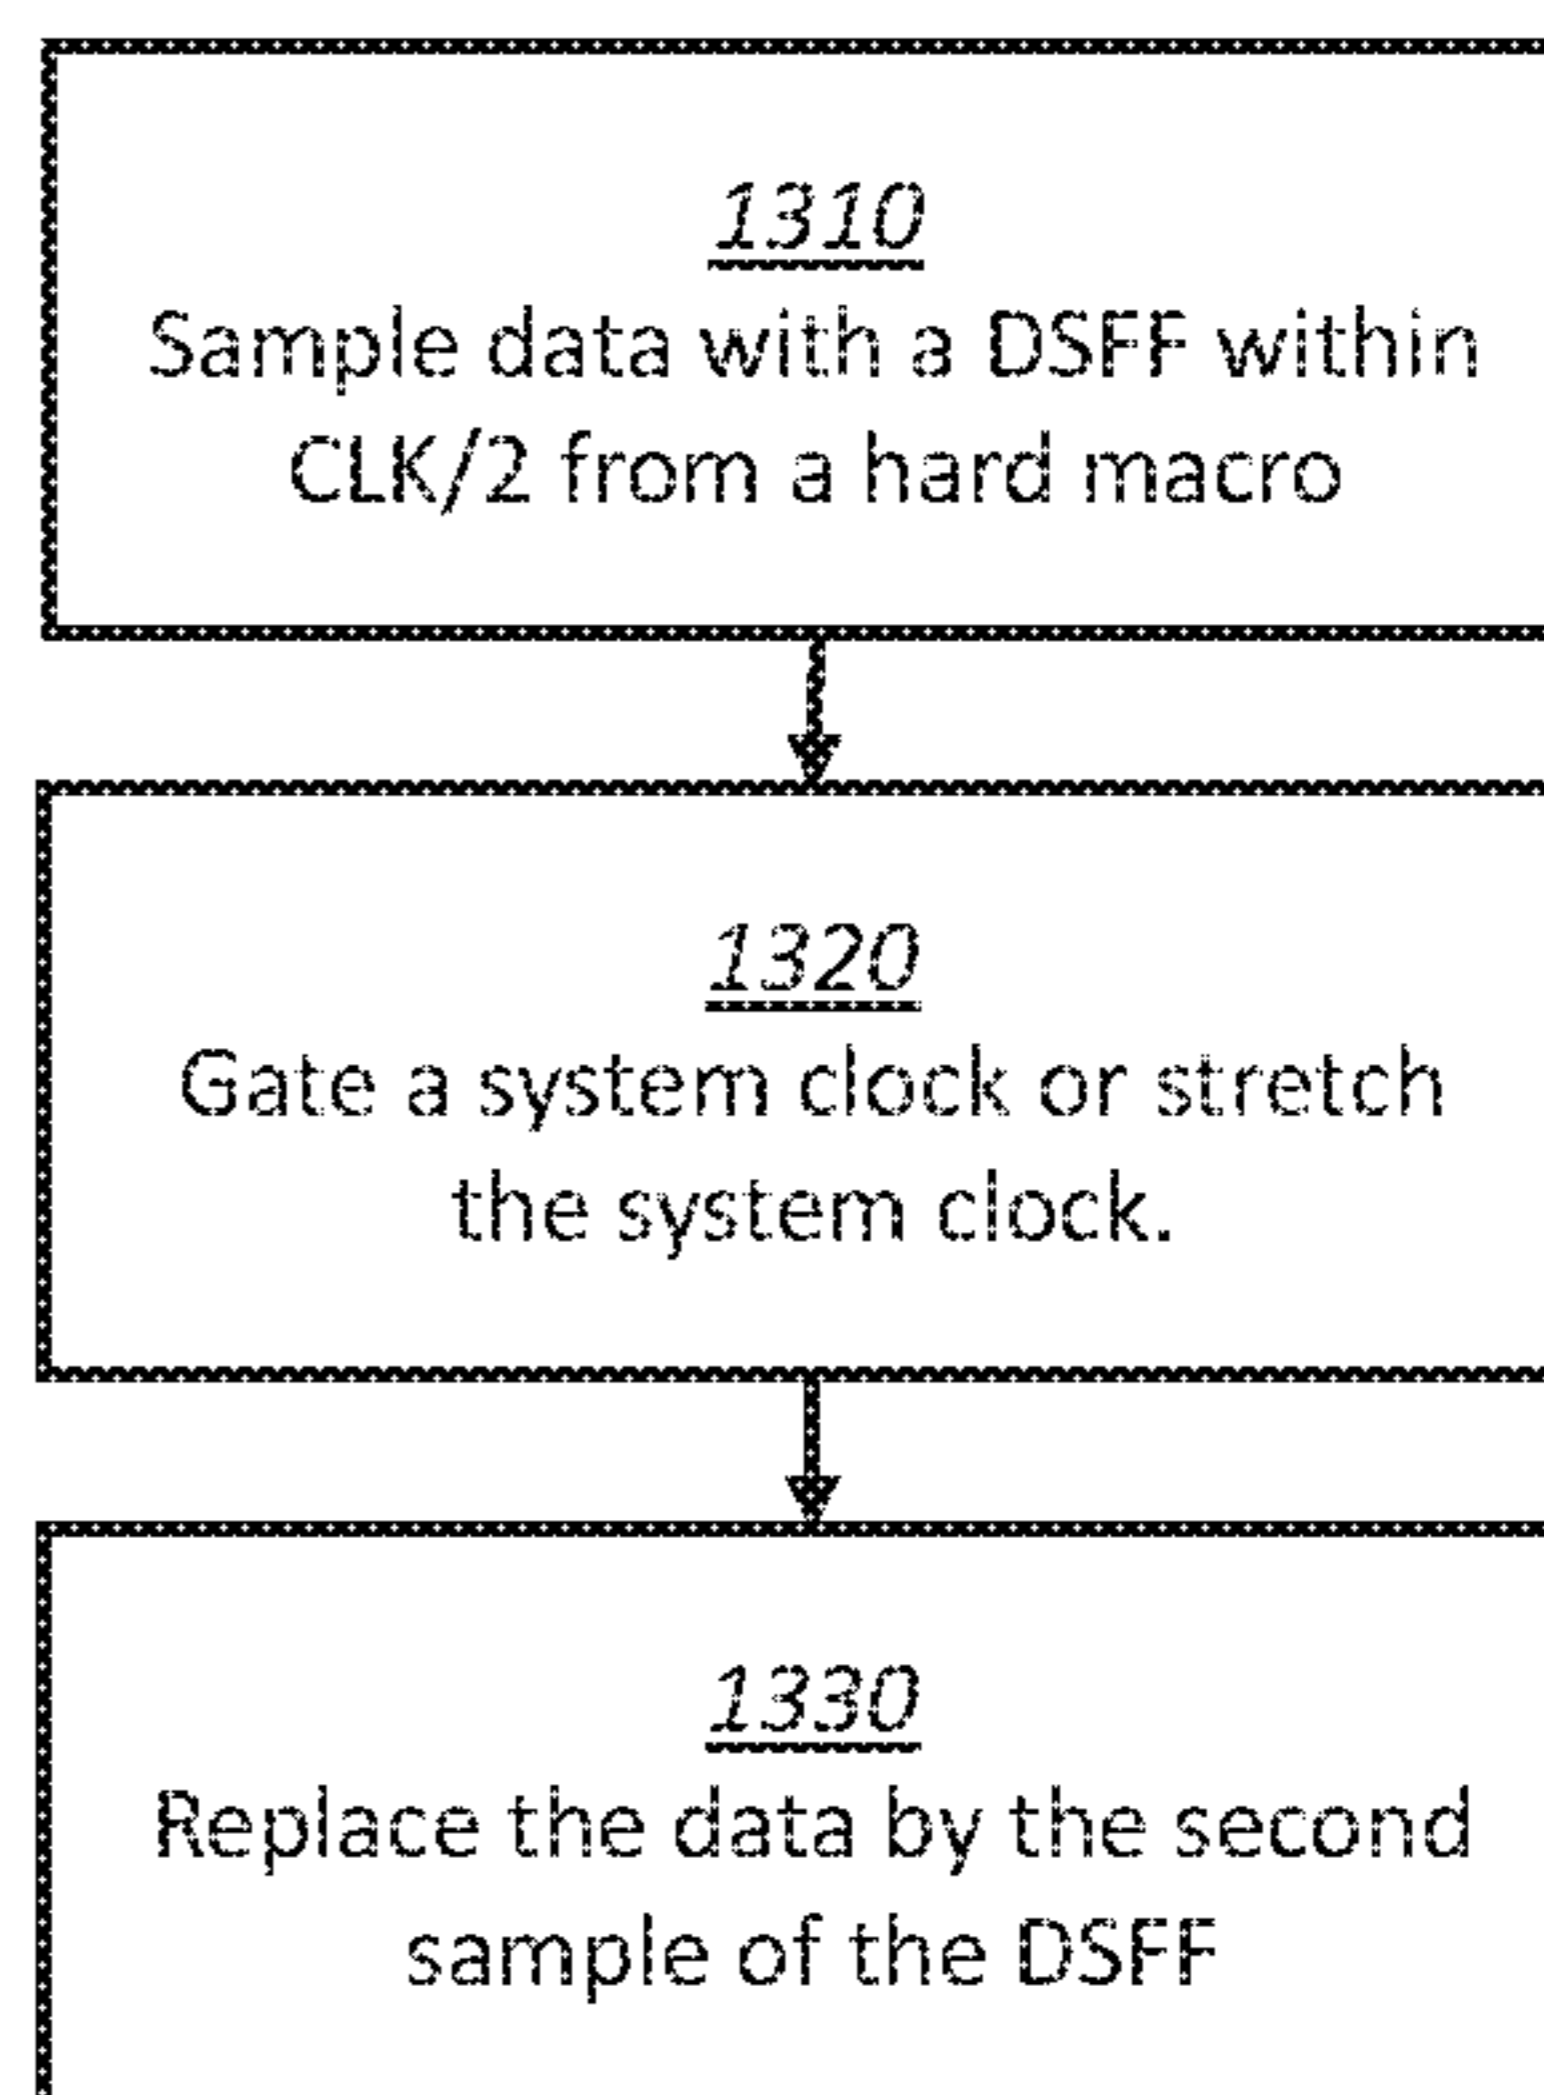 1310
Sample data with a DSFF within
CLK/2 from a hard macro
1320
Gate a system clock or stretch
the system clock.
1330
Replace the data by the second
sample of the DSFF